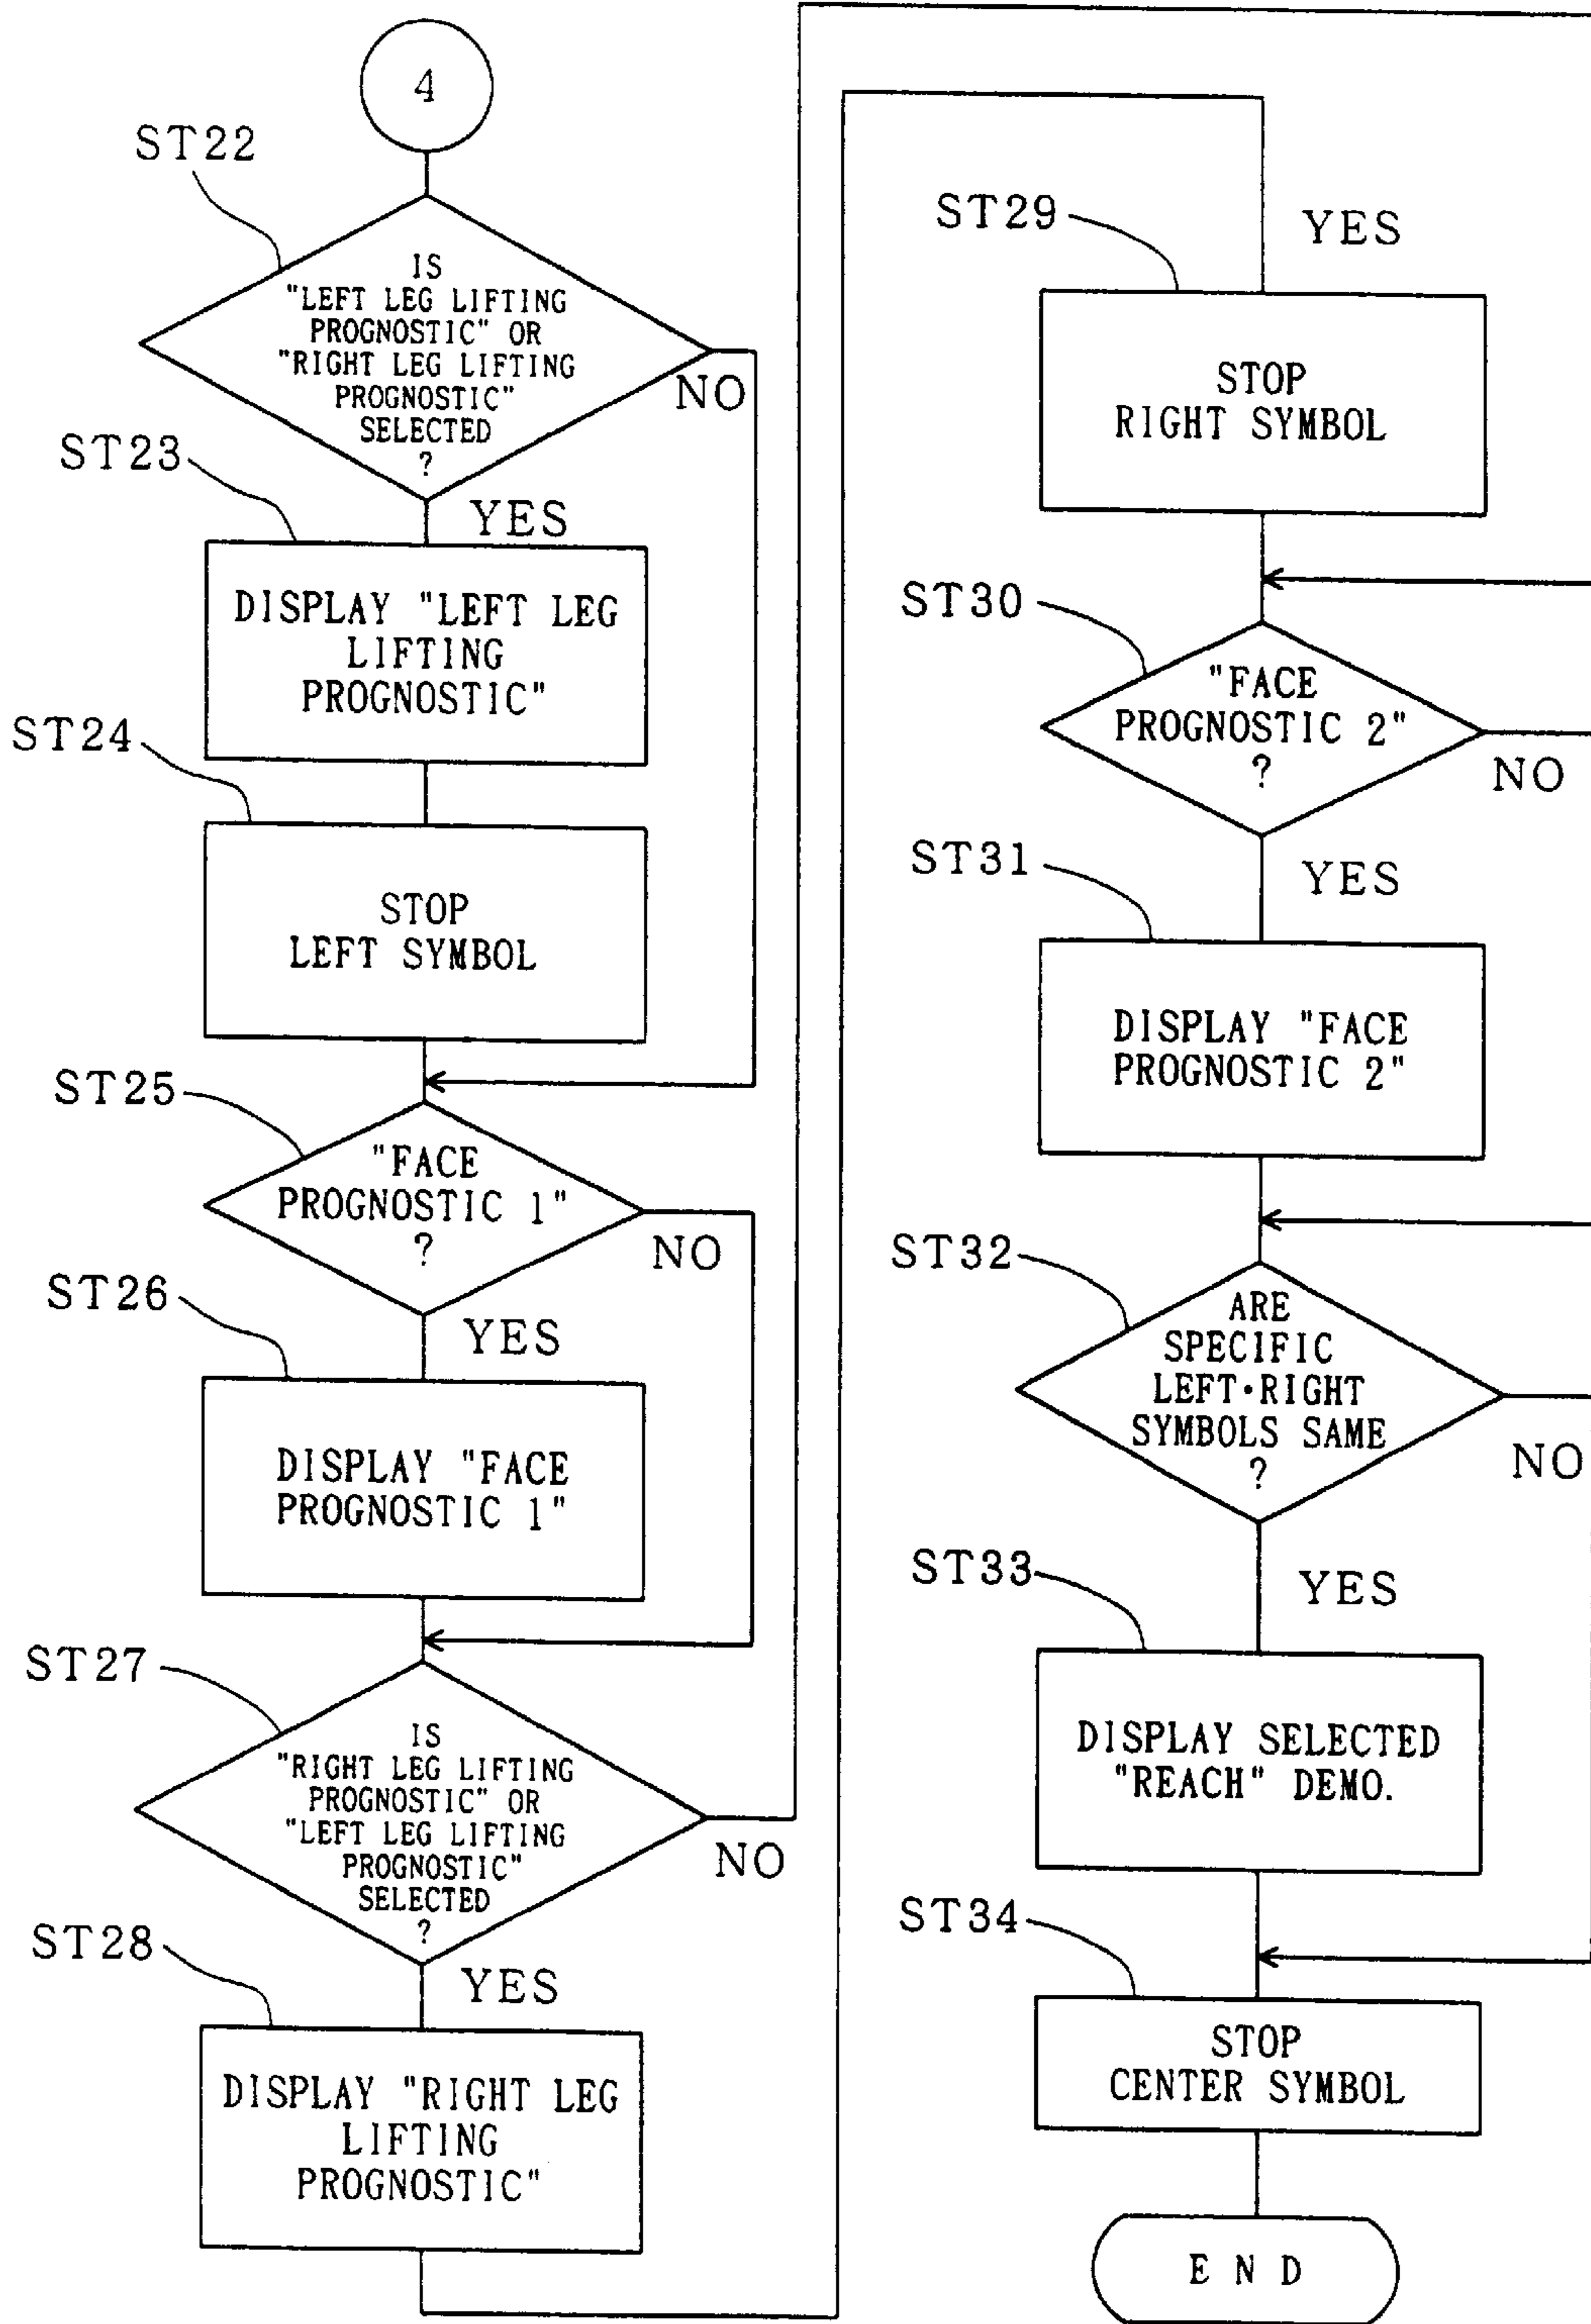 4
ST22
IS
"LEFT LEG LIFTING
PROGNOSTIC" OR
"RIGHT LEG LIFTING
PROGNOSTIC"
SELECTED
?
NO
YES
ST23
DISPLAY "LEFT LEG
LIFTING
PROGNOSTIC"
ST24
STOP
LEFT SYMBOL
ST25
"FACE
PROGNOSTIC 1"
?
NO
YES
ST26
DISPLAY "FACE
PROGNOSTIC 1"
ST27
IS
"RIGHT LEG LIFTING
PROGNOSTIC" OR
"LEFT LEG LIFTING
PROGNOSTIC"
SELECTED
?
NO
YES
ST28
DISPLAY "RIGHT LEG
LIFTING
PROGNOSTIC"
YES
ST29
STOP
RIGHT SYMBOL
ST30
"FACE
PROGNOSTIC 2"
?
NO
YES
ST31
DISPLAY "FACE
PROGNOSTIC 2"
ST32
ARE
SPECIFIC
LEFT•RIGHT
SYMBOLS SAME
?
NO
YES
ST33
DISPLAY SELECTED
"REACH" DEMO.
ST34
STOP
CENTER SYMBOL
END